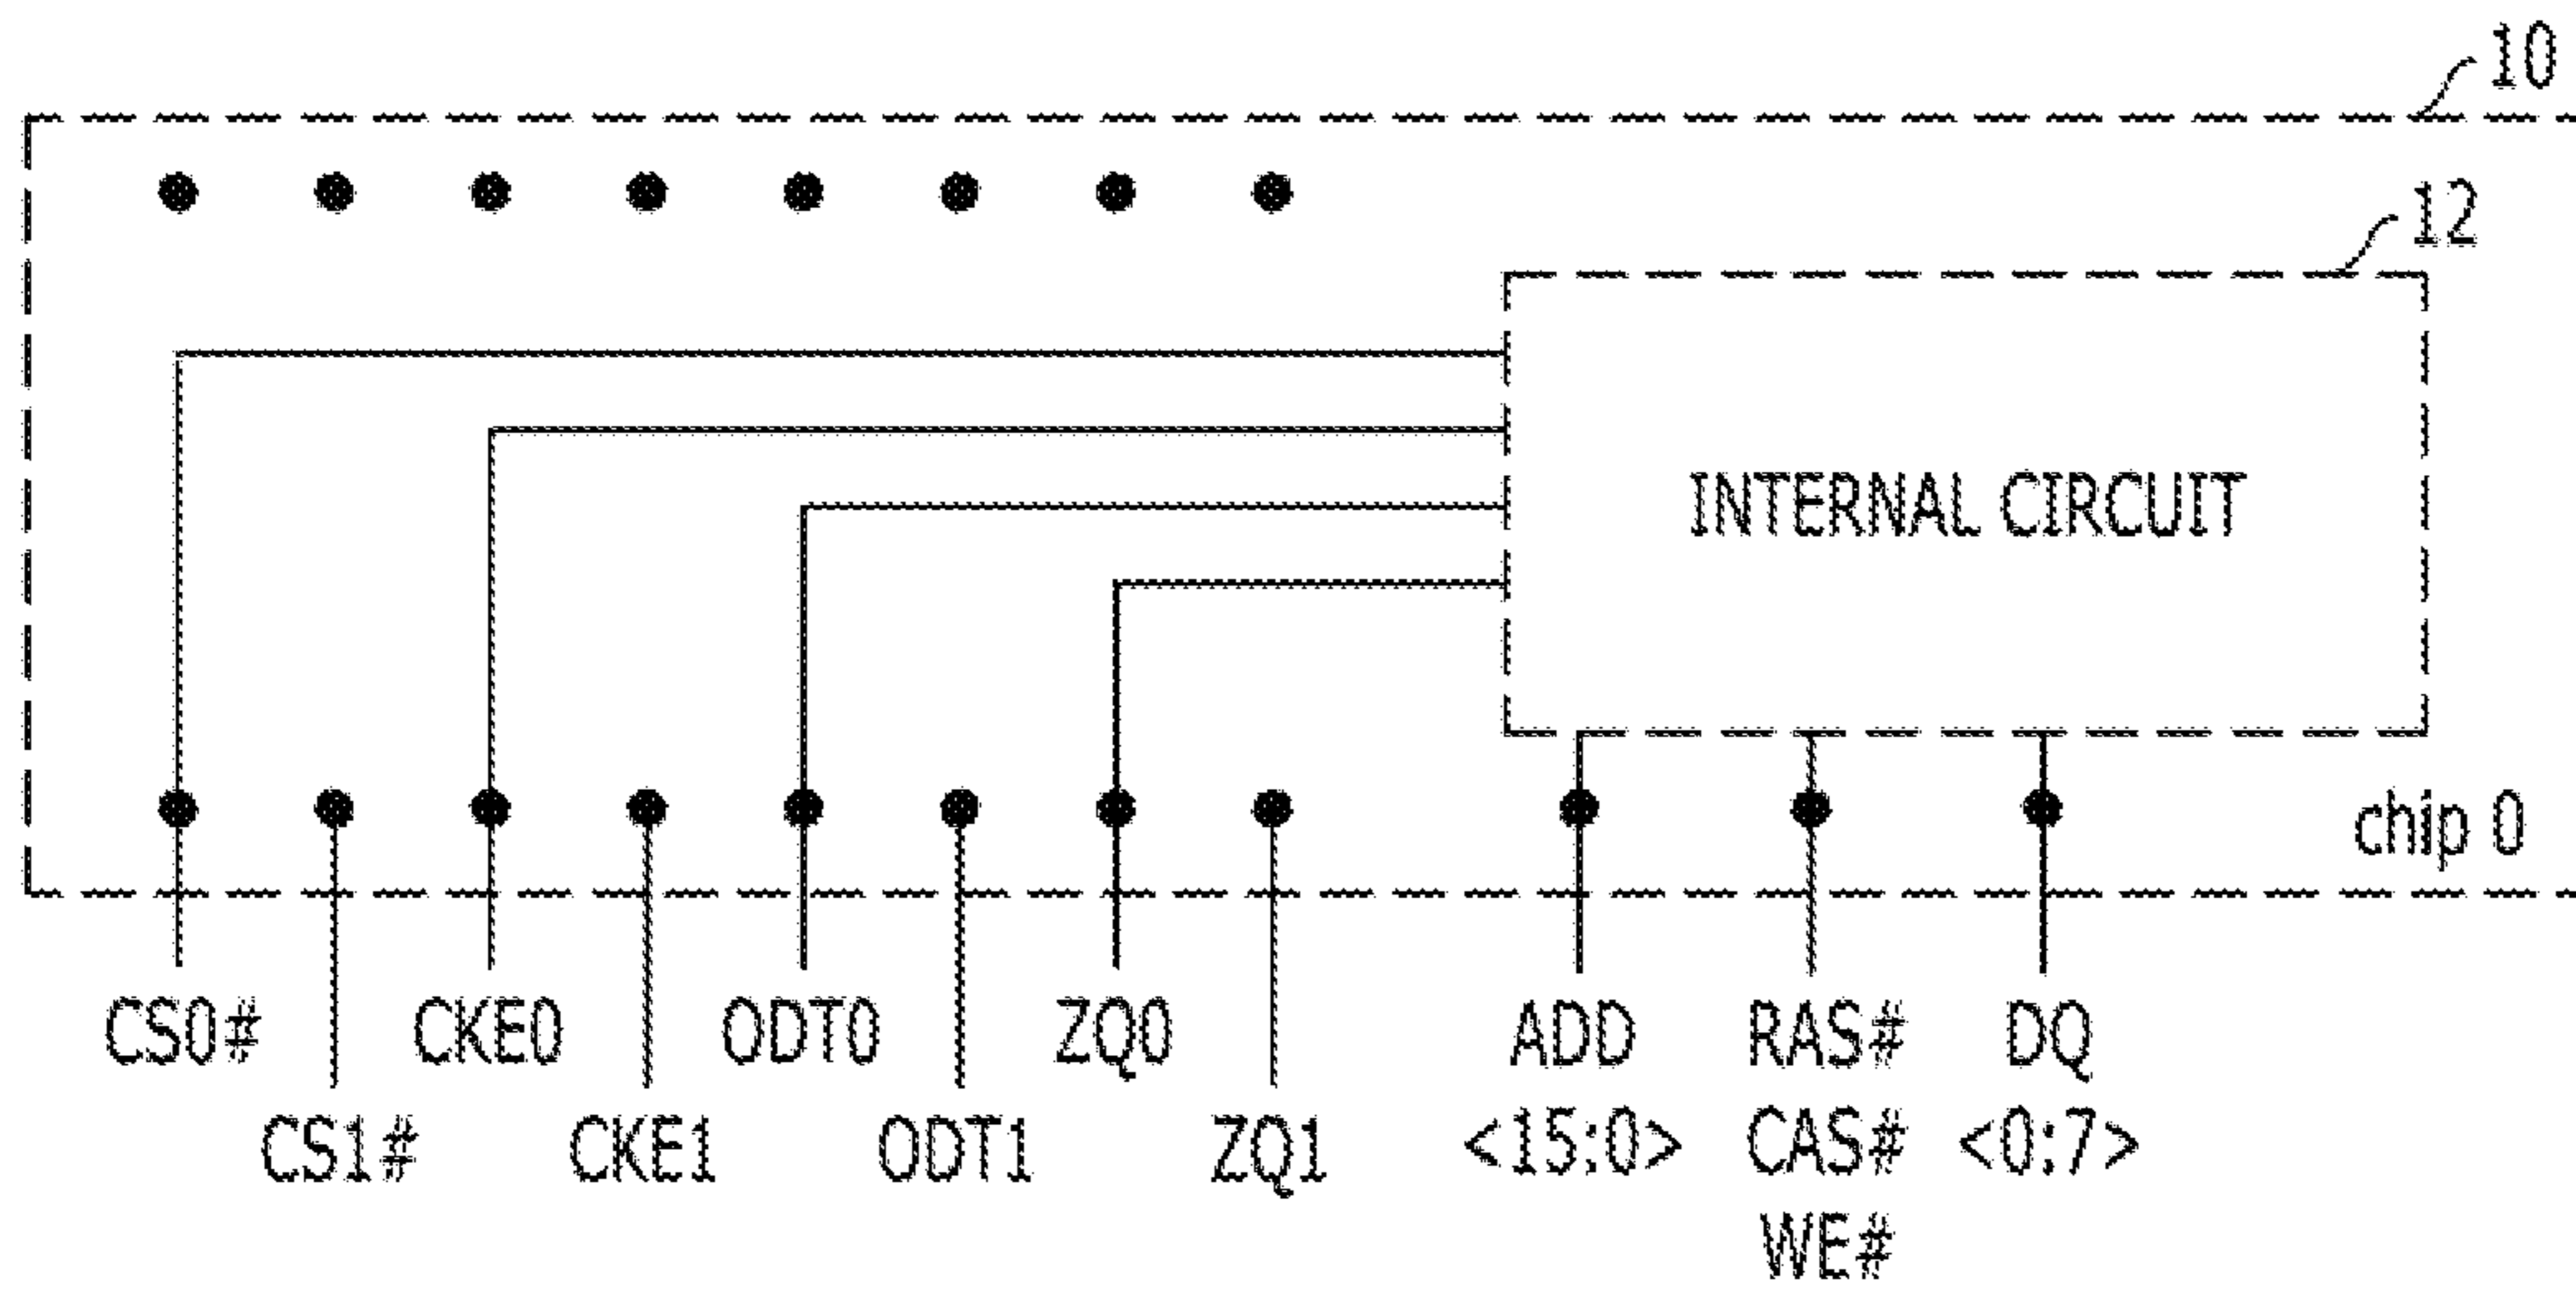 10
12
INTERNAL CIRCUIT
chip 0
CS0# CKE0 ODT0 ZQ0 ADD RAS# DQ
CS1# CKE1 ODT1 ZQ1 <15:0> CAS# <0:7>
WE#